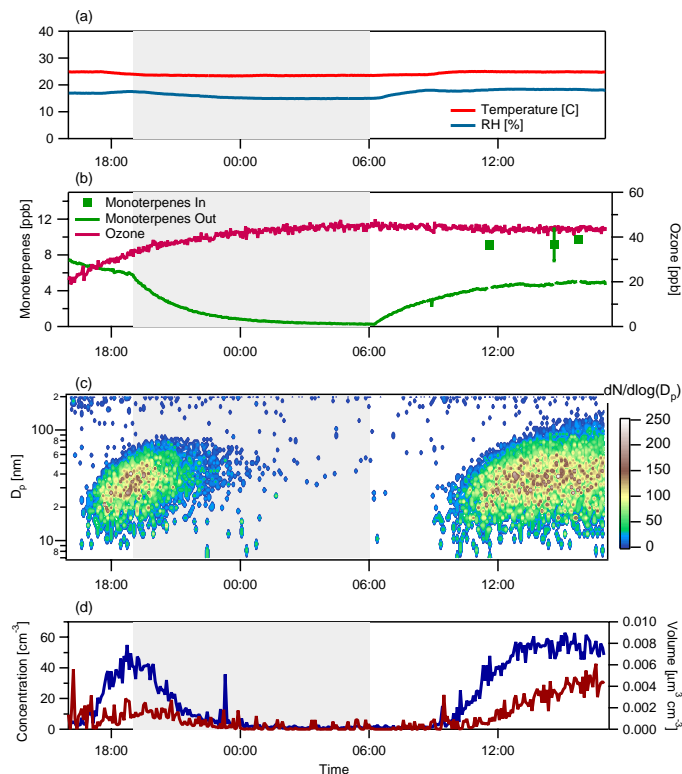 (a)
40
30
20
10
0
Temperature [C]
RH [%]
18:00 00:00 06:00 12:00
(b)
Monoterpenes [ppb]
12
8
4
0
Monoterpenes In
Monoterpenes Out
Ozone
60
40
20
0
Ozone [ppb]
18:00 00:00 06:00 12:00
(c)
dN/dlog(Dp)
Dp [nm]
2
100
8
6
4
2
10
8
250
200
150
100
50
0
18:00 00:00 06:00 12:00
(d)
Concentration [cm-3]
60
40
20
0
0.010
0.008
0.006
0.004
0.002
0.000
Volume [µm3 cm-3]
18:00 00:00 06:00 12:00
Time